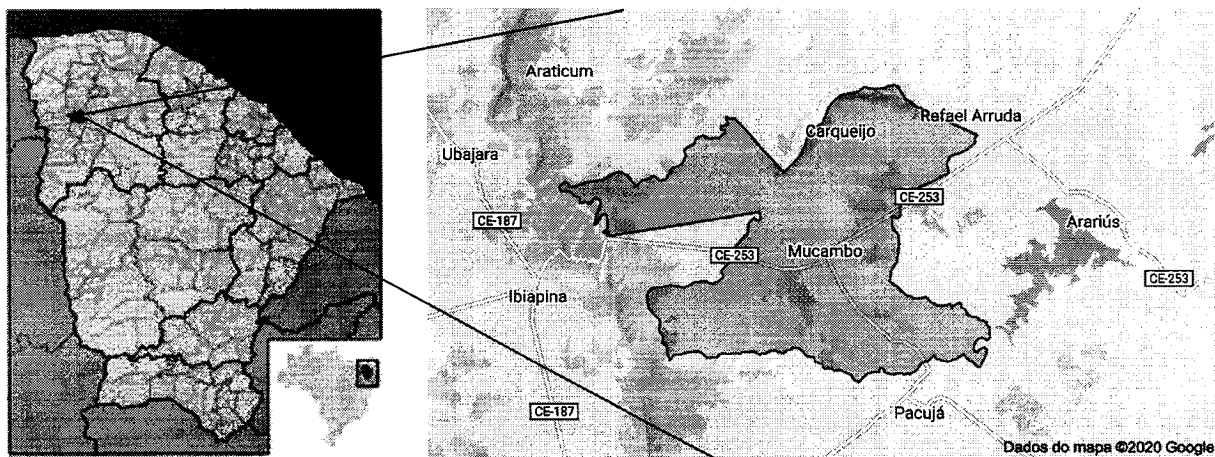 Araticum
Rafael Arruda
Carqueijo
Ubajara
CE-253
CE-187
Arariús
Mucambo
CE-253
CE-253
Ibiapina
CE-187
Pacujá
Dados do mapa ©2020 Google